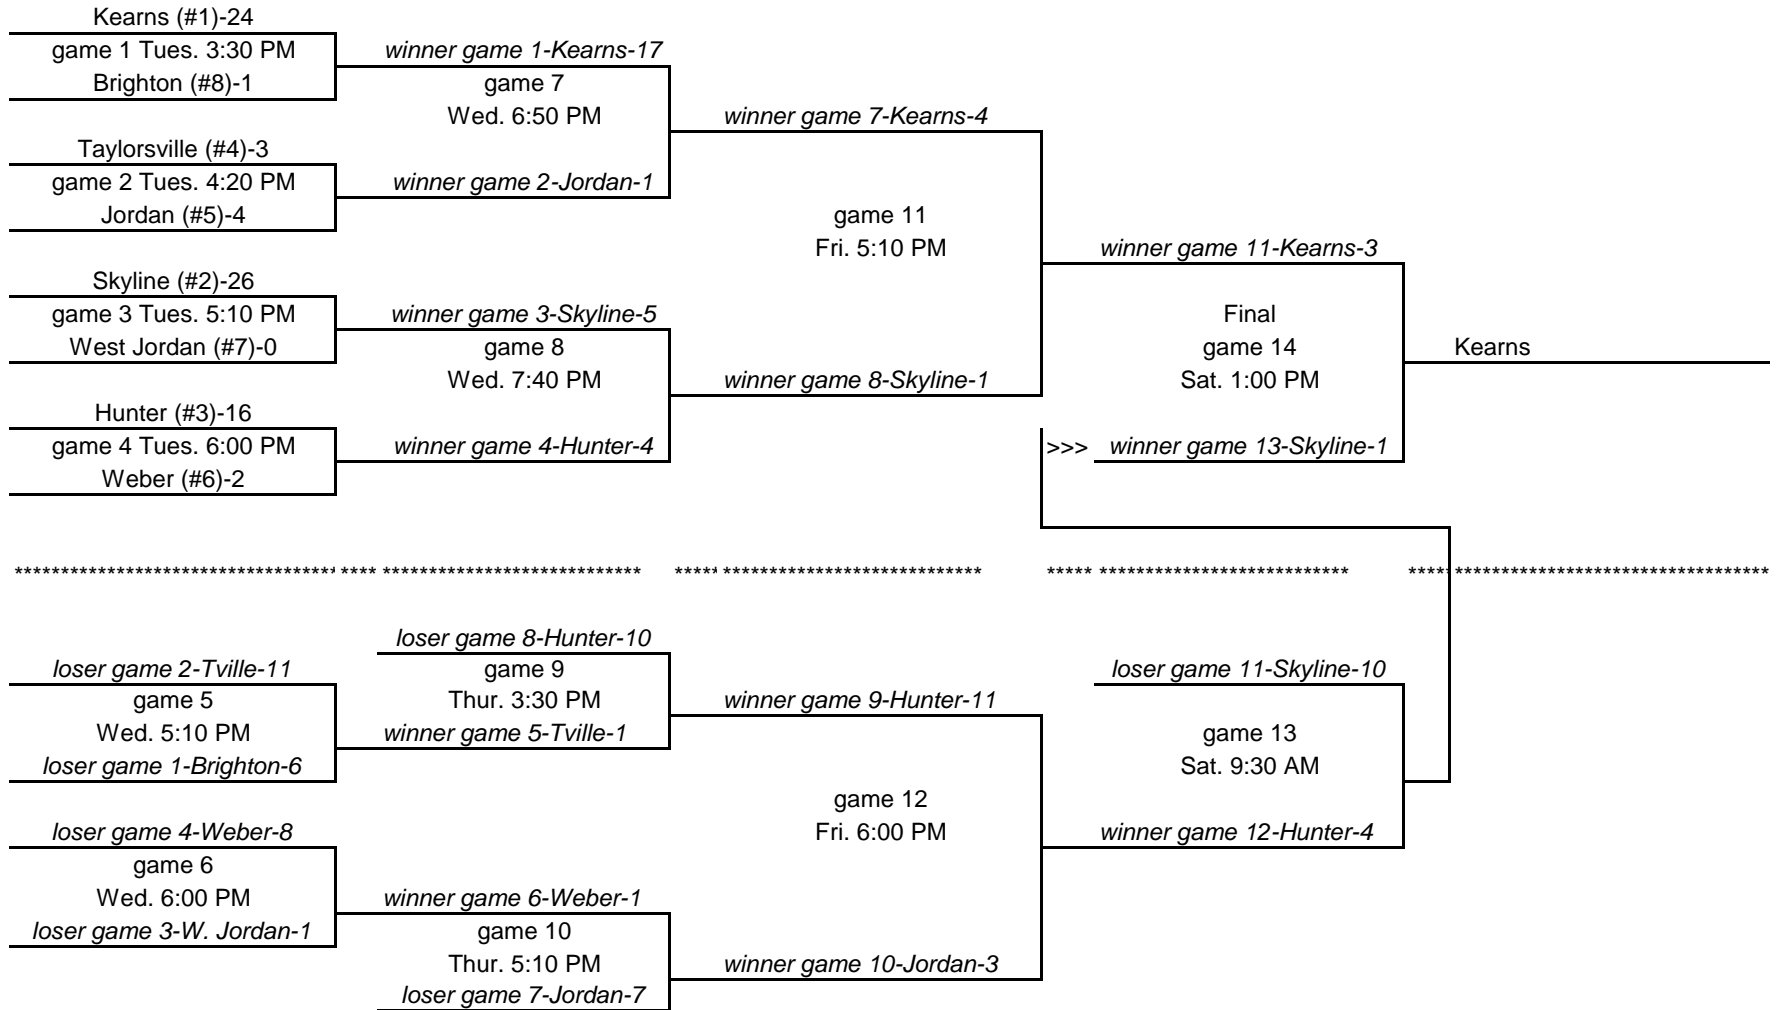 Kearns (#1)-24
game 1 Tues. 3:30 PM
Brighton (#8)-1
Taylorsville (#4)-3
game 2 Tues. 4:20 PM
Jordan (#5)-4
Skyline (#2)-26
game 3 Tues. 5:10 PM
West Jordan (#7)-0
Hunter (#3)-16
game 4 Tues. 6:00 PM
Weber (#6)-2
winner game 1-Kearns-17
game 7
Wed. 6:50 PM
winner game 2-Jordan-1
winner game 3-Skyline-5
game 8
Wed. 7:40 PM
winner game 4-Hunter-4
winner game 7-Kearns-4
game 11
Fri. 5:10 PM
winner game 8-Skyline-1
winner game 11-Kearns-3
Final
game 14
Sat. 1:00 PM
>>> winner game 13-Skyline-1
Kearns
loser game 2-Tville-11
game 5
Wed. 5:10 PM
loser game 1-Brighton-6
loser game 4-Weber-8
game 6
Wed. 6:00 PM
loser game 3-W. Jordan-1
loser game 8-Hunter-10
game 9
Thur. 3:30 PM
winner game 5-Tville-1
winner game 6-Weber-1
game 10
Thur. 5:10 PM
loser game 7-Jordan-7
winner game 9-Hunter-11
game 12
Fri. 6:00 PM
winner game 10-Jordan-3
loser game 11-Skyline-10
game 13
Sat. 9:30 AM
winner game 12-Hunter-4